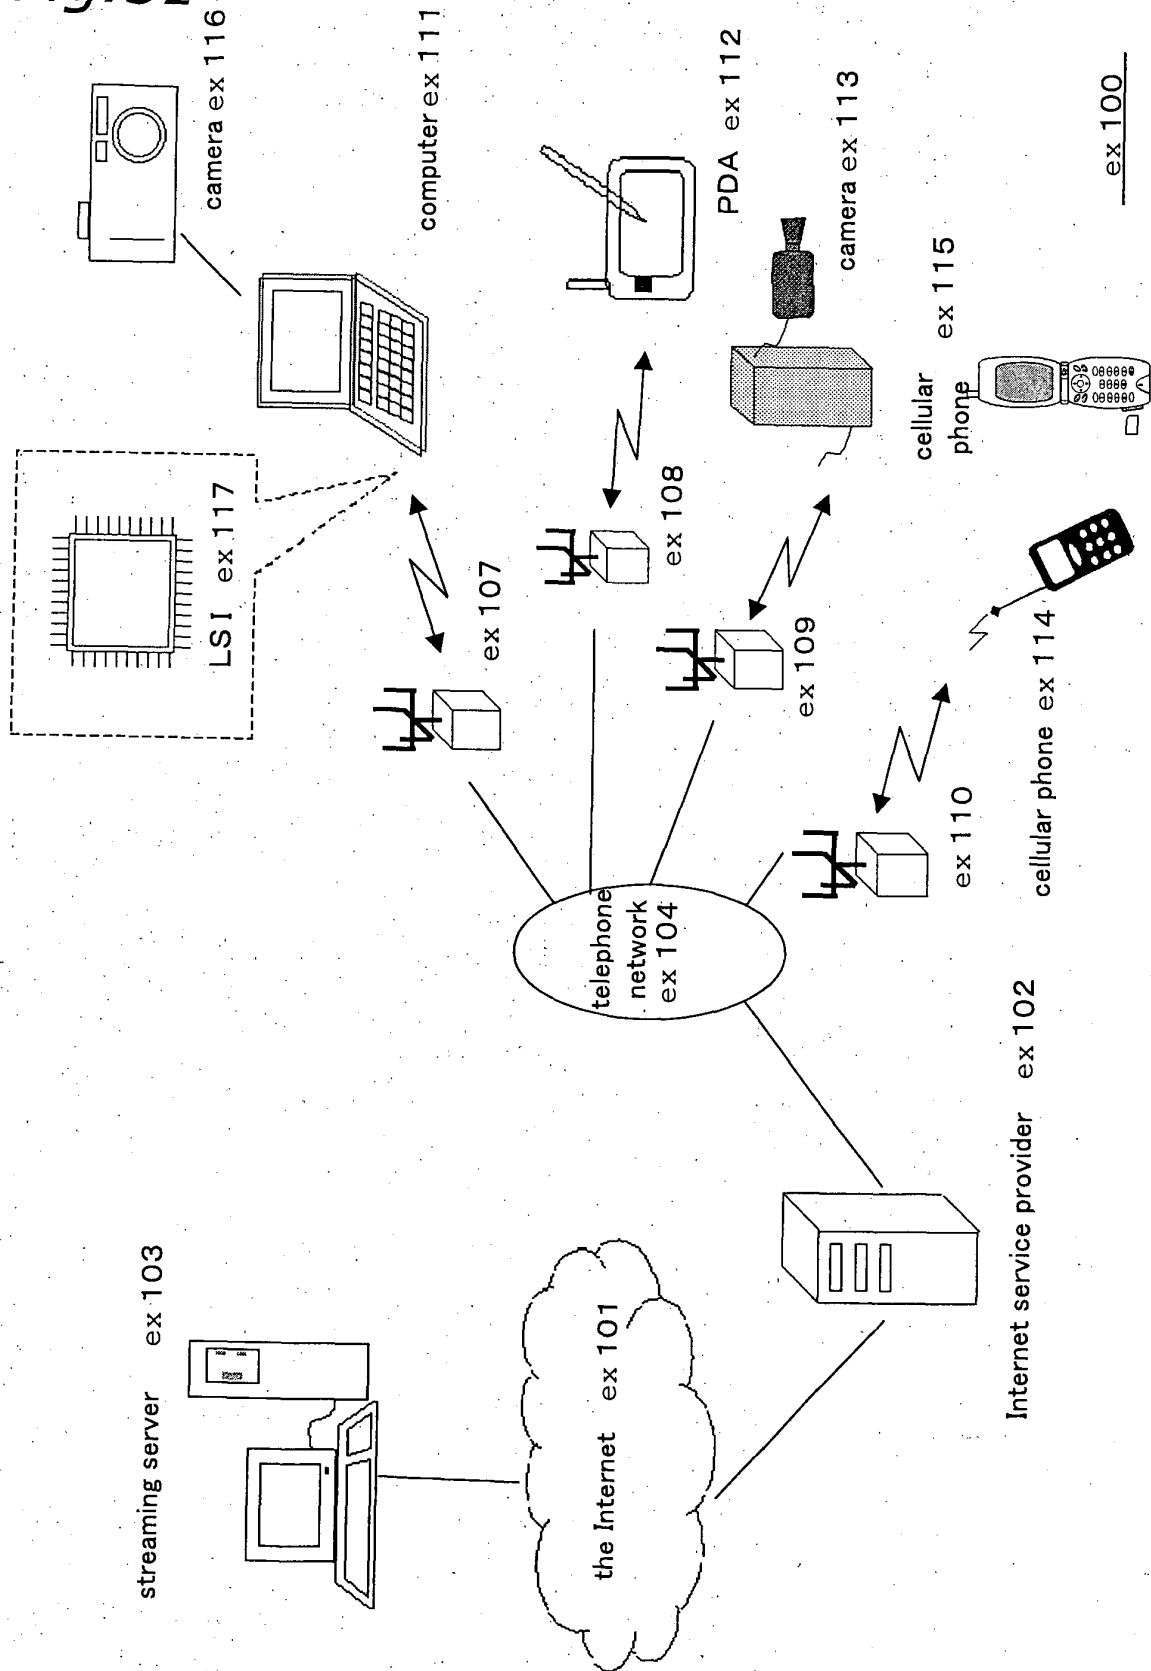 camera ex 116
computer ex 111
LSI ex 117
PDA ex 112
camera ex 113
ex 107
ex 108
ex 109
ex 110
cellular
phone
ex 115
cellular phone ex 114
telephone
network
ex 104
streaming server ex 103
the Internet ex 101
Internet service provider ex 102
ex 100